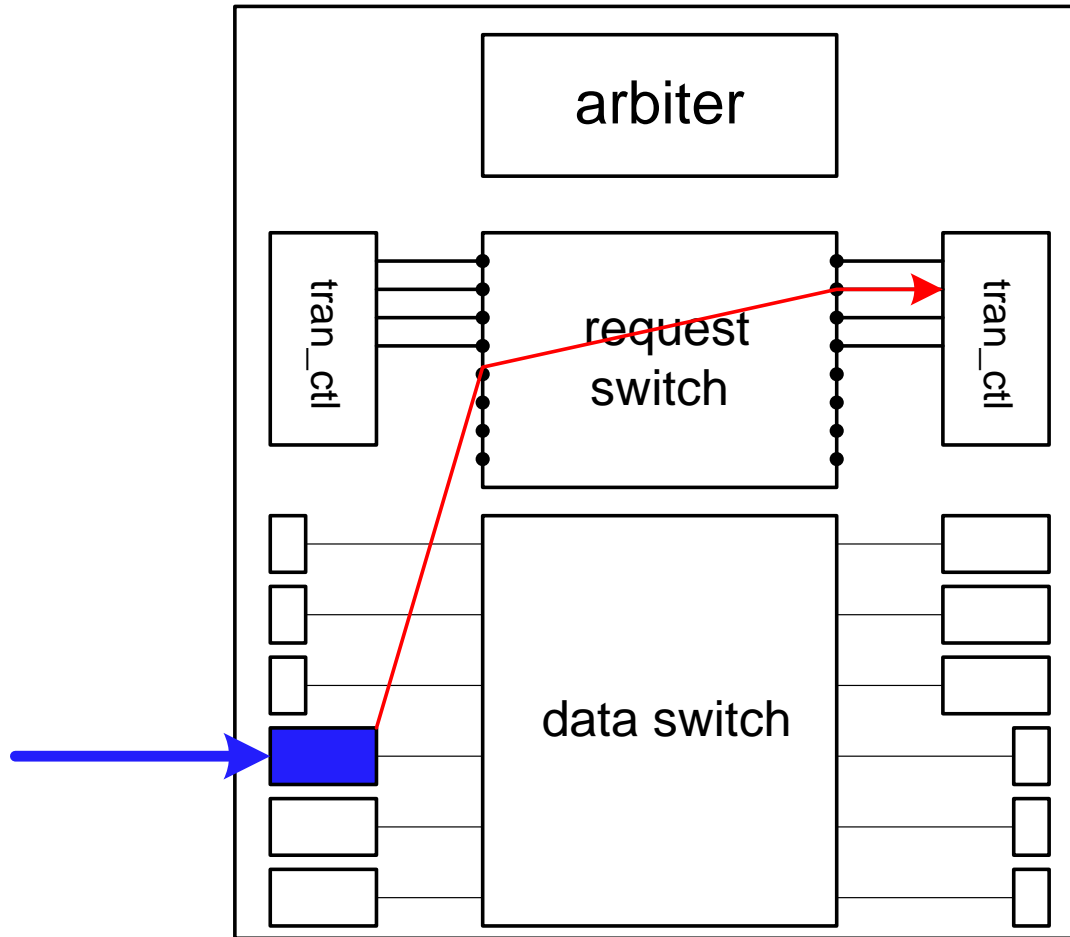 arbiter
tran_ctl
request
switch
tran_ctl
data switch